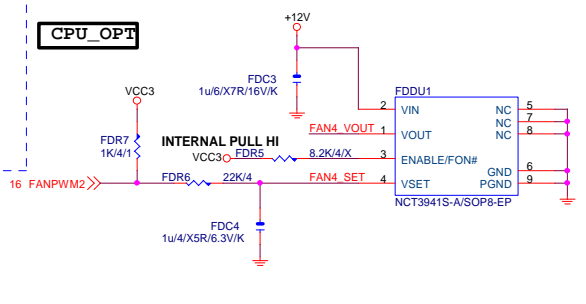 CPU_OPT
+12V
FDC3
1u/6/X7R/16V/K
FDDU1
VCC3
2 VIN NC 5
NC 7
FAN4_VOUT 1 VOUT NC 8
FDR7
1K/4/1
INTERNAL PULL HI
VCC3 FDR5 8.2K/4/X 3 ENABLE/FON#
GND 6
16 FANPWM2 FDR6 22K/4 FAN4_SET 4 VSET PGND 9
NCT3941S-A/SOP8-EP
FDC4
1u/4/X5R/6.3V/K